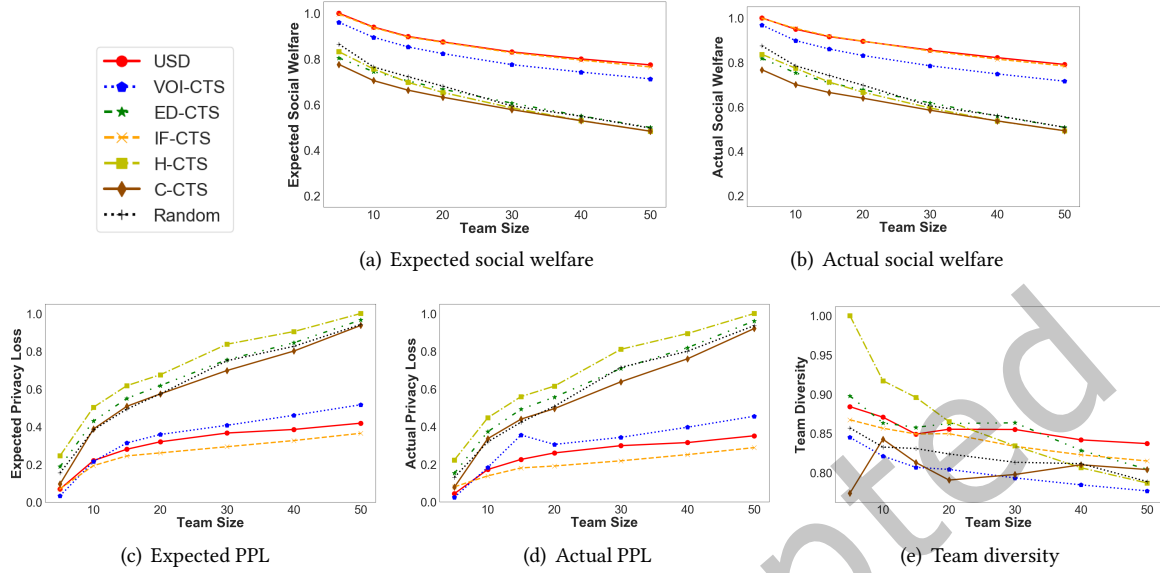 USD
VOI-CTS
ED-CTS
IF-CTS
H-CTS
C-CTS
Random
Expected Social Welfare
1.0
0.8
0.6
0.4
0.2
10 20 30 40 50
Team Size
(a) Expected social welfare
Actual Social Welfare
1.0
0.8
0.6
0.4
0.2
10 20 30 40 50
Team Size
(b) Actual social welfare
Expected Privacy Loss
1.0
0.8
0.6
0.4
0.2
0.0
10 20 30 40 50
Team Size
(c) Expected PPL
Actual Privacy Loss
1.0
0.8
0.6
0.4
0.2
0.0
10 20 30 40 50
Team Size
(d) Actual PPL
Team Diversity
1.00
0.95
0.90
0.85
0.80
10 20 30 40 50
Team Size
(e) Team diversity
pted